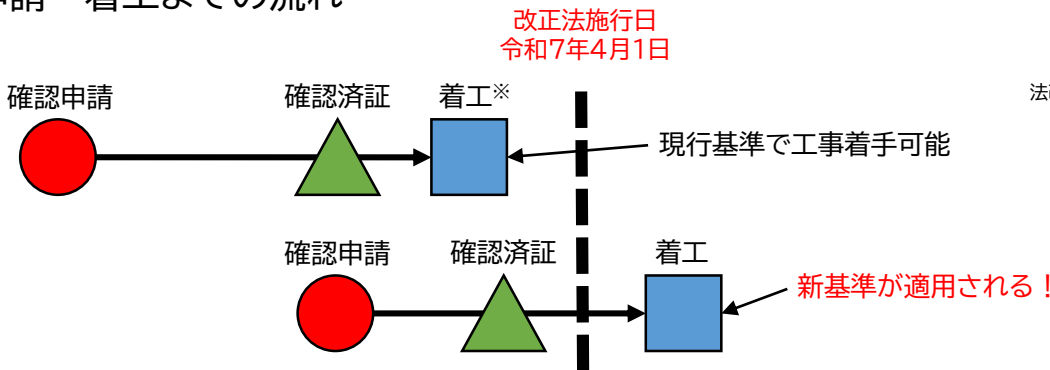 着工までの流れ
改正法施行日
令和7年4月1日
確認申請
確認済証
着工※
現行基準で工事着手可能
確認申請
確認済証
着工
新基準が適用される！